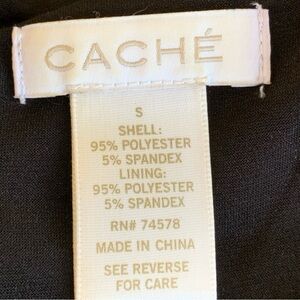 CACHÉ
S
SHELL:
95% POLYESTER
5% SPANDEX
LINING:
95% POLYESTER
5% SPANDEX
RN# 74578
MADE IN CHINA
SEE REVERSE
FOR CARE